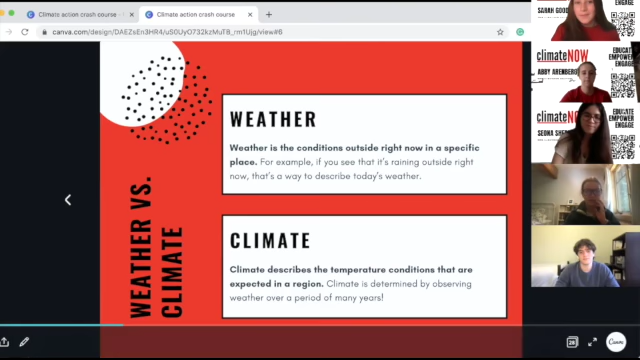 Climate action crash course
Climate action crash course
canva.com/design/DAEZsEn3HR4/uS0UyO732kzMuTB_rm1Ujg/view#6
WEATHER VS.
CLIMATE
WEATHER
Weather is the conditions outside right now in a specific
place. For example, if you see that it's raining outside right
now, that's a way to describe today's weather.
CLIMATE
Climate describes the temperature conditions that are
expected in a region. Climate is determined by observing
weather over a period of many years!
28
Canva
climateNOW
EDUCATE
EMPOWER
ENGAGE
ABBY ARENBERG
climateNOW
EDUCATE
EMPOWER
ENGAGE